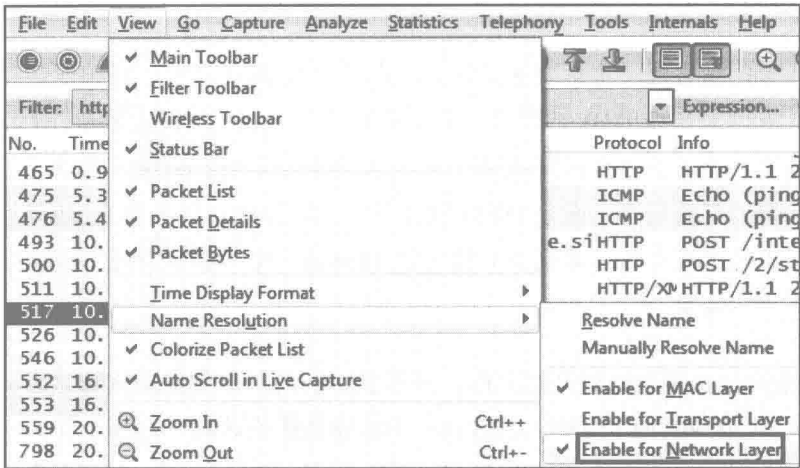 File Edit View Go Capture Analyze Statistics Telephony Tools Internals Help
Main Toolbar
Filter Toolbar
Wireless Toolbar
Status Bar
Packet List
Packet Details
Packet Bytes
Time Display Format
Name Resolution
Colorize Packet List
Auto Scroll in Live Capture
Zoom In Ctrl++
Zoom Out Ctrl+-
Filter: http
Expression...
No. Time Protocol Info
465 0.9 HTTP HTTP/1.1 2
475 5.3 ICMP Echo (ping
476 5.4 ICMP Echo (ping
493 10. e.si HTTP POST /inte
500 10. HTTP POST /2/st
511 10. HTTP/XM HTTP/1.1 2
517 10.
526 10.
546 10.
552 16.
553 16.
559 20.
798 20.
Resolve Name
Manually Resolve Name
Enable for MAC Layer
Enable for Transport Layer
Enable for Network Layer